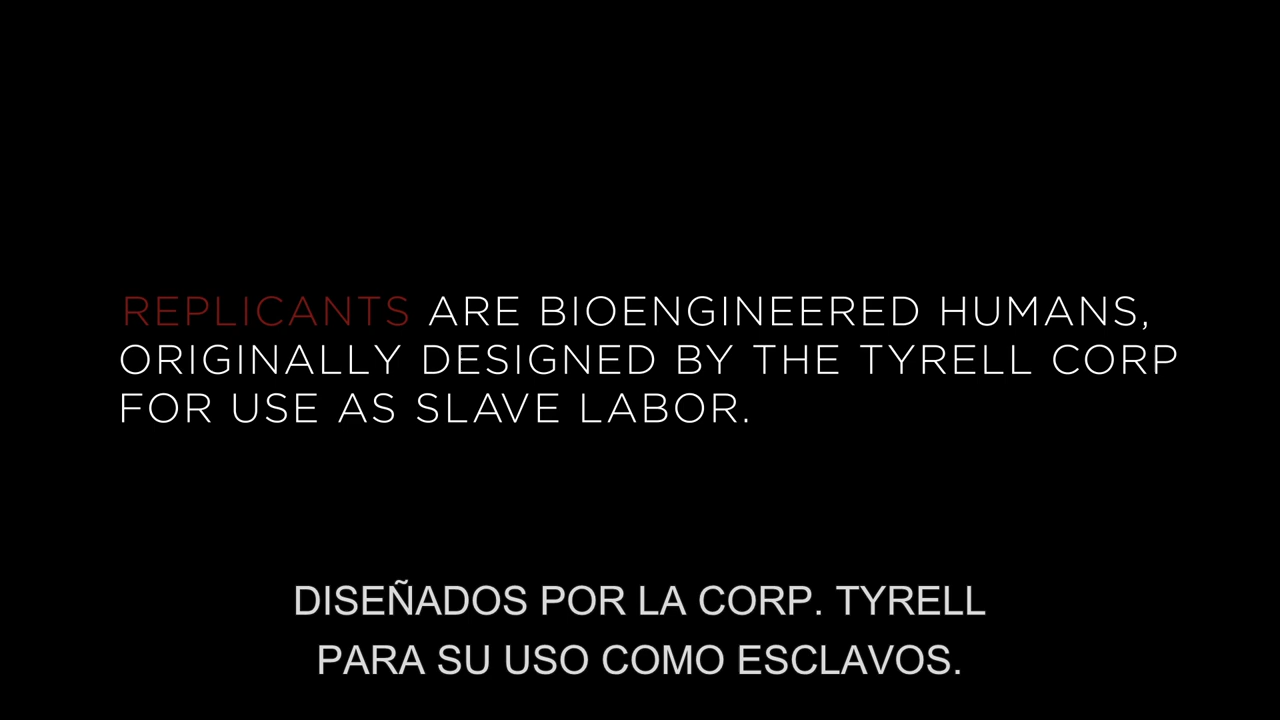 REPLICANTS ARE BIOENGINEERED HUMANS,
ORIGINALLY DESIGNED BY THE TYRELL CORP
FOR USE AS SLAVE LABOR.
DISEÑADOS POR LA CORP. TYRELL
PARA SU USO COMO ESCLAVOS.